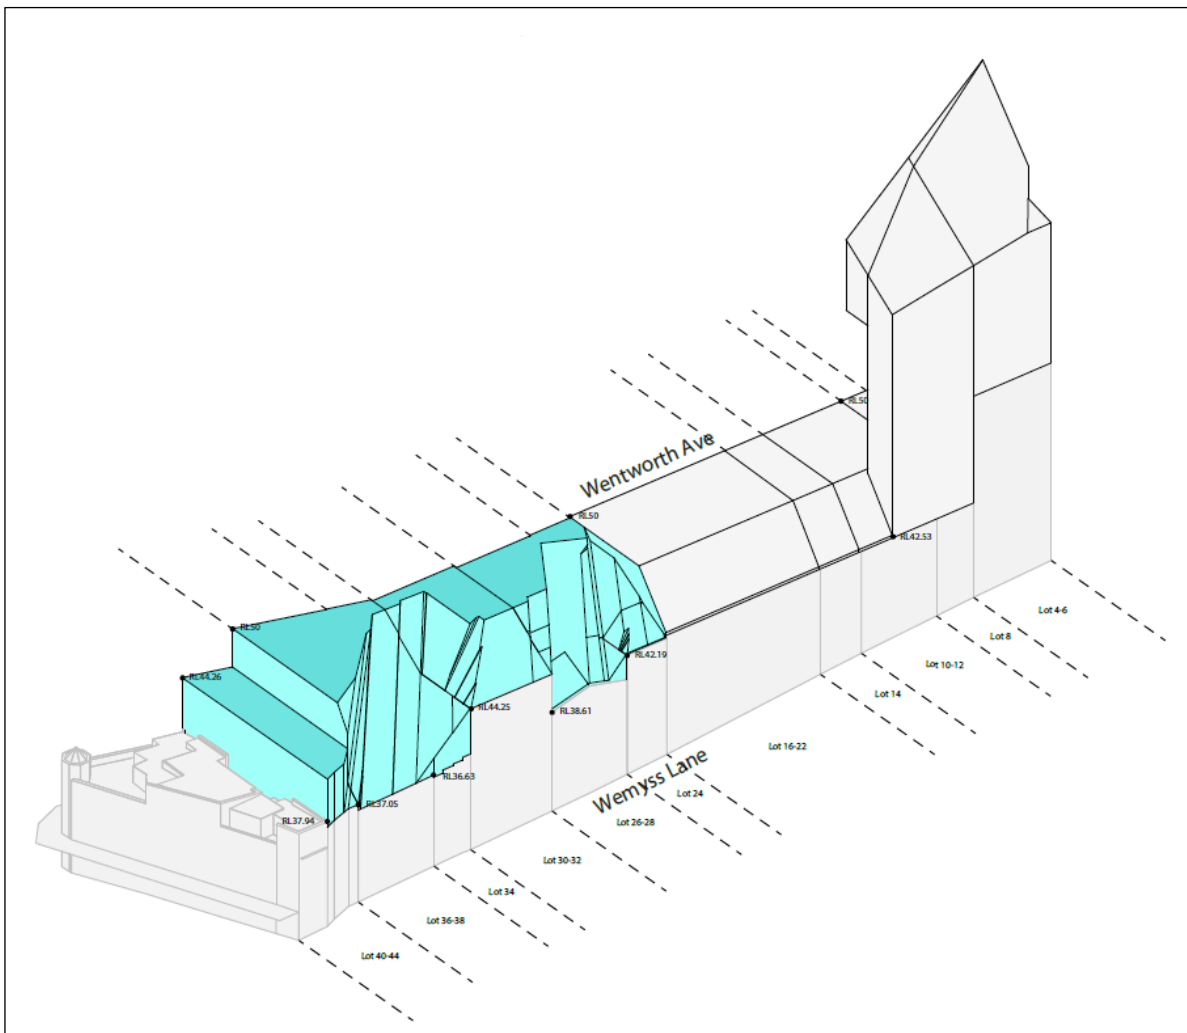 RL50
Wentworth Ave
RL50
RL42.53
RL50
RL44.26
RL42.19
RL44.25
RL38.61
RL36.63
RL37.05
RL37.94
Wemyss Lane
Lot 4-6
Lot 8
Lot 10-12
Lot 14
Lot 16-22
Lot 24
Lot 26-28
Lot 30-32
Lot 34
Lot 36-38
Lot 40-44